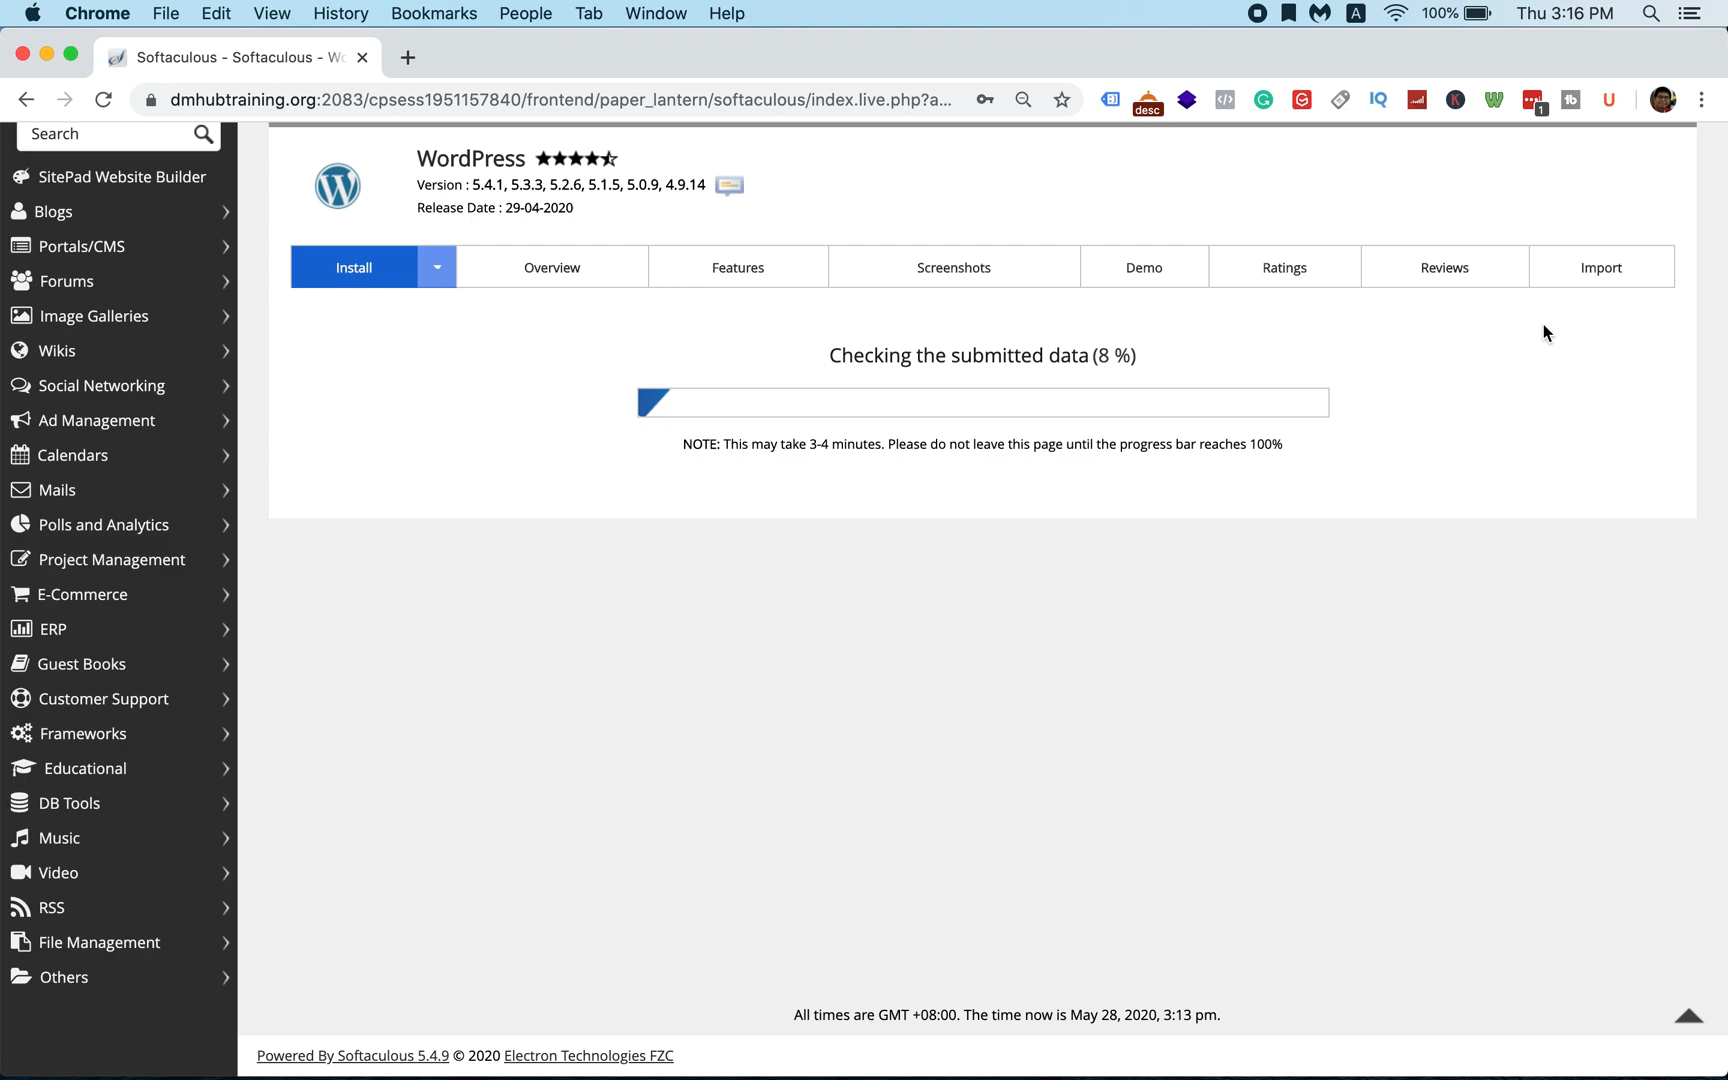 Chrome File Edit View History Bookmarks People Tab Window Help
A 100% Thu 3:16 PM
Softaculous - Softaculous - Wo
dmhubtraining.org:2083/cpsess1951157840/frontend/paper_lantern/softaculous/index.live.php?a...
desc IQ K W 1 fb U
Search
SitePad Website Builder
Blogs
Portals/CMS
Forums
Image Galleries
Wikis
Social Networking
Ad Management
Calendars
Mails
Polls and Analytics
Project Management
E-Commerce
ERP
Guest Books
Customer Support
Frameworks
Educational
DB Tools
Music
Video
RSS
File Management
Others
WordPress
Version : 5.4.1, 5.3.3, 5.2.6, 5.1.5, 5.0.9, 4.9.14
Release Date : 29-04-2020
Install Overview Features Screenshots Demo Ratings Reviews Import
Checking the submitted data (8 %)
NOTE: This may take 3-4 minutes. Please do not leave this page until the progress bar reaches 100%
All times are GMT +08:00. The time now is May 28, 2020, 3:13 pm.
Powered By Softaculous 5.4.9 © 2020 Electron Technologies FZC